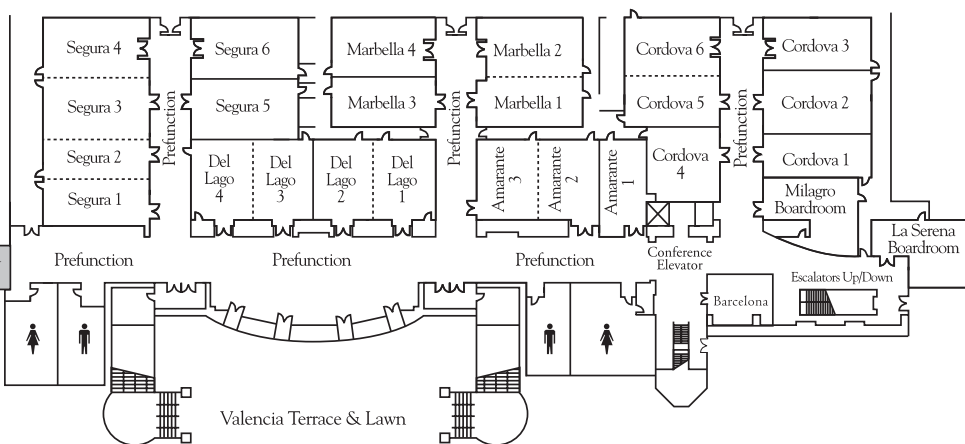 Segura 4
Segura 6
Marbella 4
Marbella 2
Cordova 6
Cordova 3
Segura 3
Segura 5
Marbella 3
Marbella 1
Cordova 5
Cordova 2
Prefunction
Prefunction
Prefunction
Segura 2
Segura 1
Del
Lago
4
Del
Lago
3
Del
Lago
2
Del
Lago
1
Amarante
3
Amarante
2
Amarante
1
Cordova
4
Cordova 1
Milagro
Boardroom
La Serena
Boardroom
Prefunction
Prefunction
Prefunction
Conference
Elevator
Escalators Up/Down
Barcelona
Valencia Terrace & Lawn